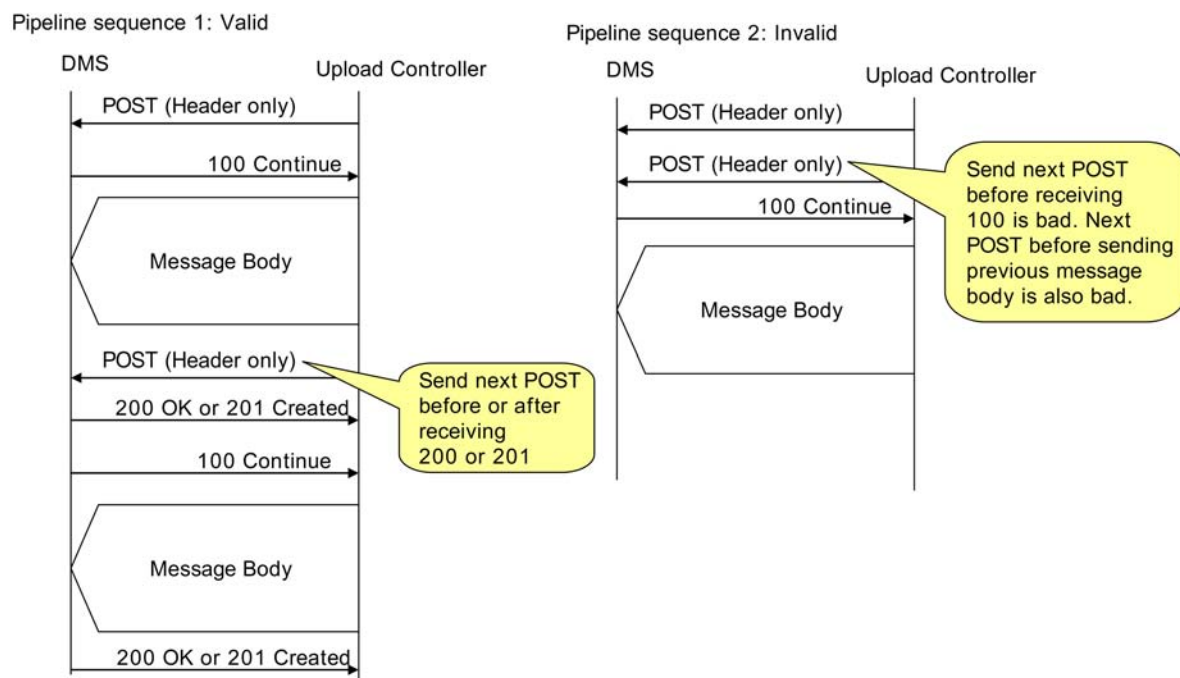 Pipeline sequence 1: Valid
DMS
Upload Controller
POST (Header only)
100 Continue
Message Body
POST (Header only)
Send next POST
before or after
receiving
200 or 201
200 OK or 201 Created
100 Continue
Message Body
200 OK or 201 Created
Pipeline sequence 2: Invalid
DMS
Upload Controller
POST (Header only)
POST (Header only)
Send next POST
before receiving
100 is bad. Next
POST before sending
previous message
body is also bad.
100 Continue
Message Body